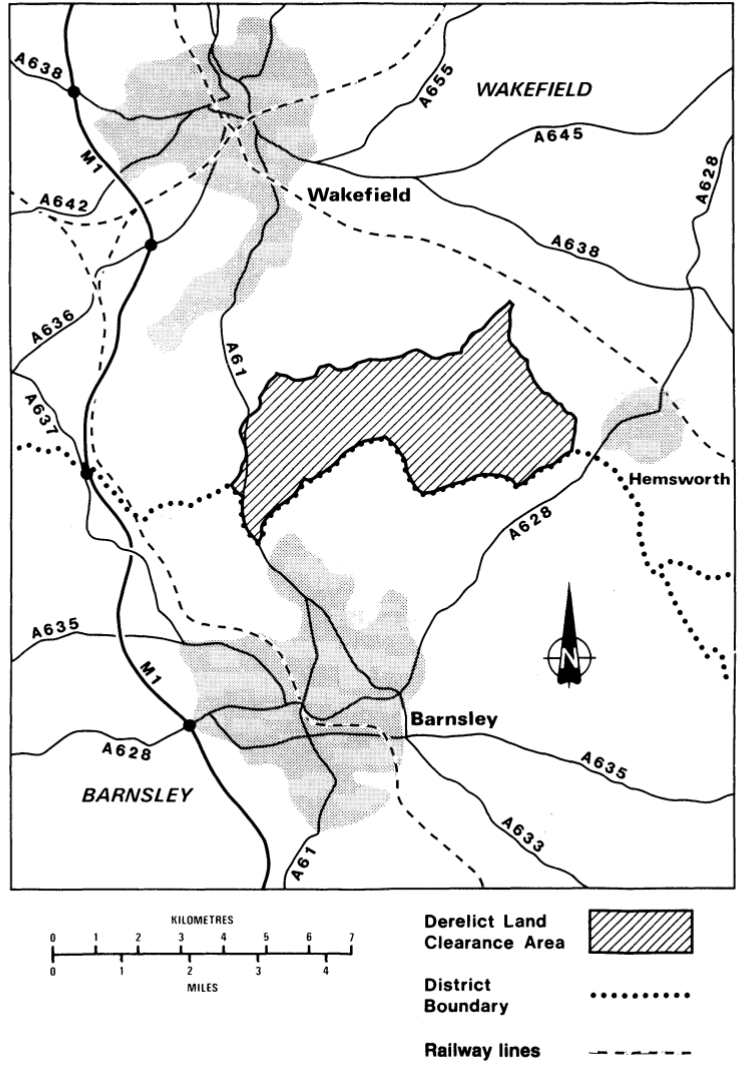 A638
A655
WAKEFIELD
A645
A628
M1
Wakefield
A642
A638
A636
A61
A637
Hemsworth
A628
N
A635
M1
Barnsley
A628
A635
BARNSLEY
A633
A61
KILOMETRES
0 1 2 3 4 5 6 7
0 1 2 3 4
MILES
Derelict Land
Clearance Area
District
Boundary
Railway lines